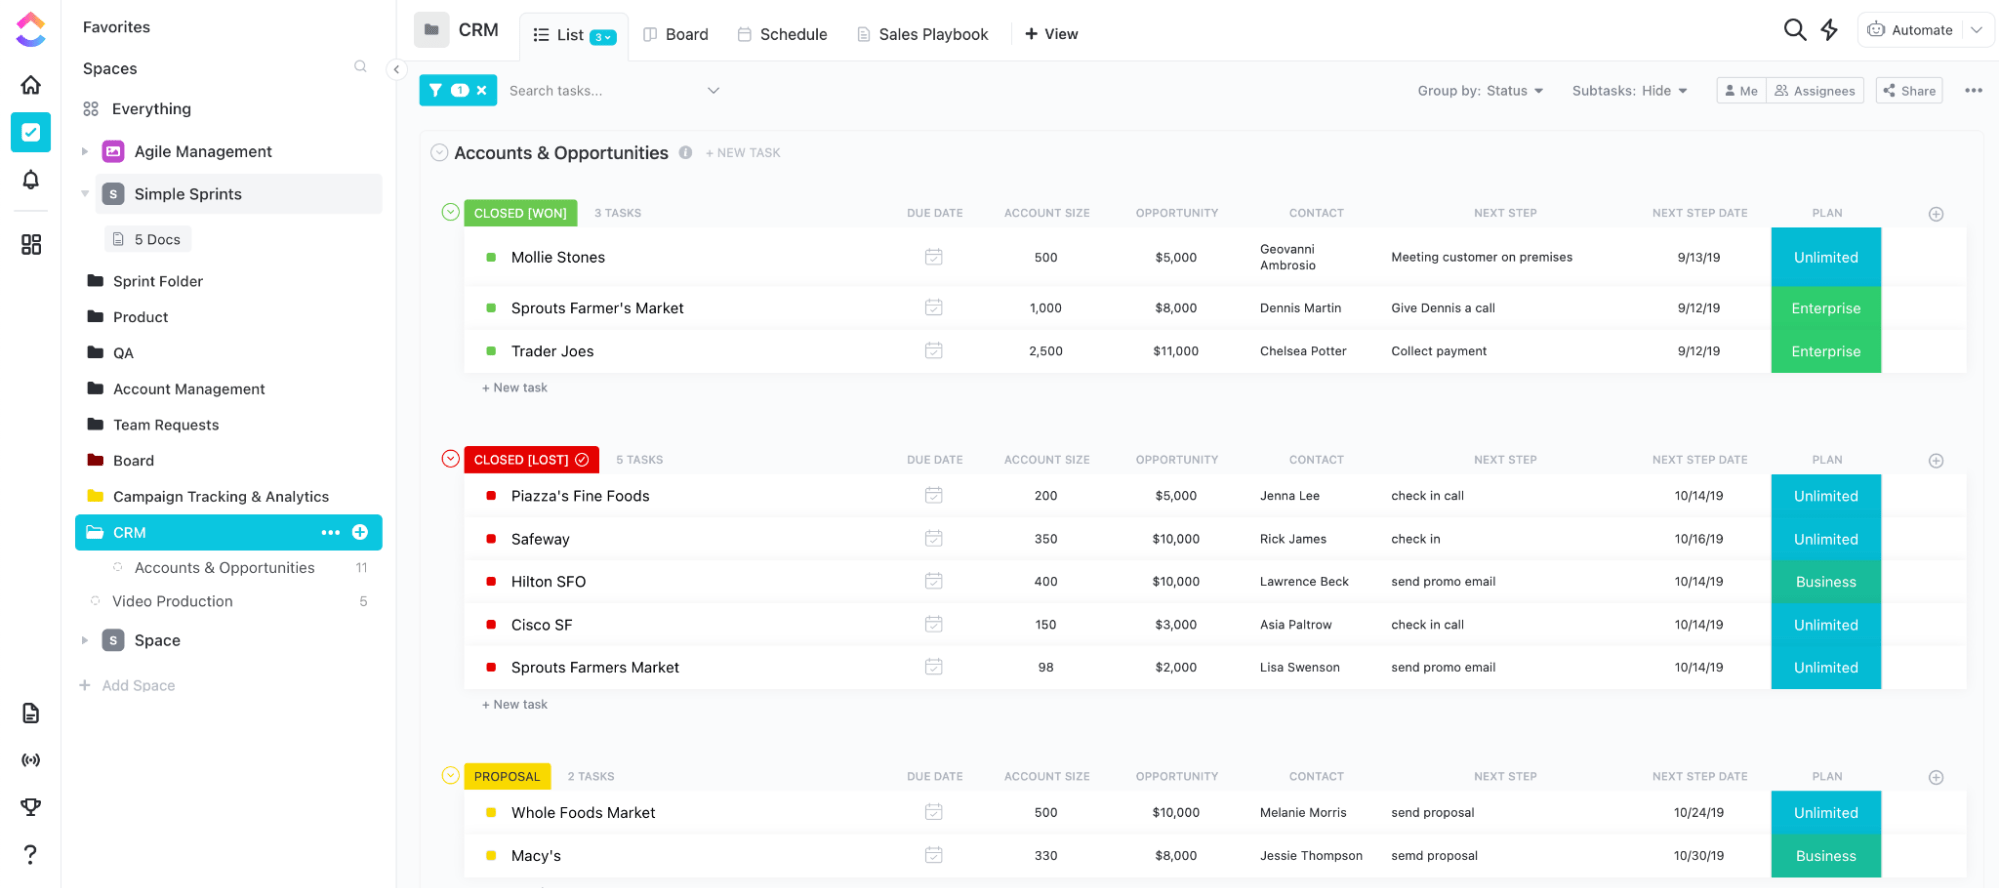 Favorites
Spaces
Everything
Agile Management
S Simple Sprints
5 Docs
Sprint Folder
Product
QA
Account Management
Team Requests
Board
Campaign Tracking & Analytics
CRM
Accounts & Opportunities 11
Video Production 5
S Space
+ Add Space
CRM List 3 Board Schedule Sales Playbook + View Automate
1 Search tasks... Group by: Status Subtasks: Hide Me Assignees Share
Accounts & Opportunities + NEW TASK
CLOSED [WON] 3 TASKS DUE DATE ACCOUNT SIZE OPPORTUNITY CONTACT NEXT STEP NEXT STEP DATE PLAN
Mollie Stones 500 $5,000 Geovanni Ambrosio Meeting customer on premises 9/13/19 Unlimited
Sprouts Farmer's Market 1,000 $8,000 Dennis Martin Give Dennis a call 9/12/19 Enterprise
Trader Joes 2,500 $11,000 Chelsea Potter Collect payment 9/12/19 Enterprise
+ New task
CLOSED [LOST] 5 TASKS DUE DATE ACCOUNT SIZE OPPORTUNITY CONTACT NEXT STEP NEXT STEP DATE PLAN
Piazza's Fine Foods 200 $5,000 Jenna Lee check in call 10/14/19 Unlimited
Safeway 350 $10,000 Rick James check in 10/16/19 Unlimited
Hilton SFO 400 $10,000 Lawrence Beck send promo email 10/14/19 Business
Cisco SF 150 $3,000 Asia Paltrow check in call 10/14/19 Unlimited
Sprouts Farmers Market 98 $2,000 Lisa Swenson send promo email 10/14/19 Unlimited
+ New task
PROPOSAL 2 TASKS DUE DATE ACCOUNT SIZE OPPORTUNITY CONTACT NEXT STEP NEXT STEP DATE PLAN
Whole Foods Market 500 $10,000 Melanie Morris send proposal 10/24/19 Unlimited
Macy's 330 $8,000 Jessie Thompson semd proposal 10/30/19 Business